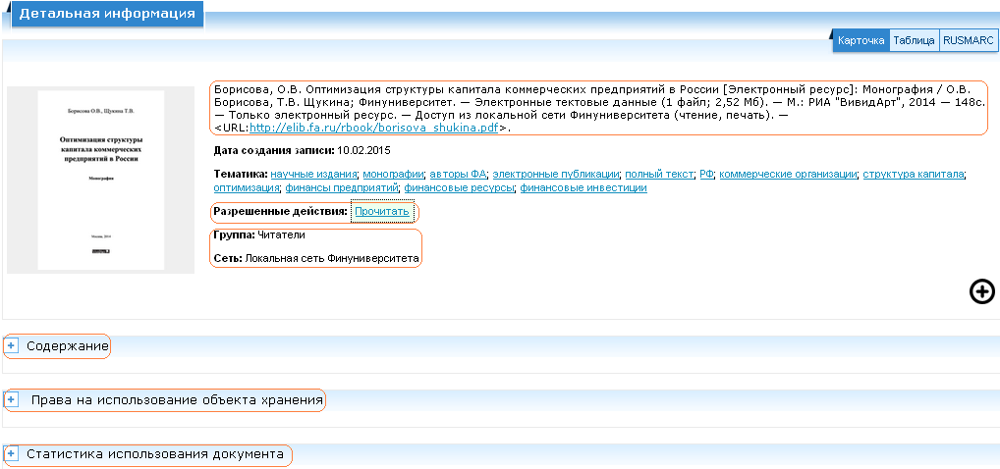 Детальная информация
Карточка Таблица RUSMARC
Борисова О.В., Щукина Т.В.
Оптимизация структуры
капитала коммерческих
предприятий в России
Монография
Москва, 2014
Борисова, О.В. Оптимизация структуры капитала коммерческих предприятий в России [Электронный ресурс]: Монография / О.В.
Борисова, Т.В. Щукина; Финуниверситет. — Электронные тектовые данные (1 файл; 2,52 Мб). — М.: РИА "ВивидАрт", 2014 — 148с.
— Только электронный ресурс. — Доступ из локальной сети Финуниверситета (чтение, печать). —
<URL:http://elib.fa.ru/rbook/borisova_shukina.pdf>.
Дата создания записи: 10.02.2015
Тематика: научные издания; монографии; авторы ФА; электронные публикации; полный текст; РФ; коммерческие организации; структура капитала;
оптимизация; финансы предприятий; финансовые ресурсы; финансовые инвестиции
Разрешенные действия: Прочитать
Группа: Читатели
Сеть: Локальная сеть Финуниверситета
Содержание
Права на использование объекта хранения
Статистика использования документа